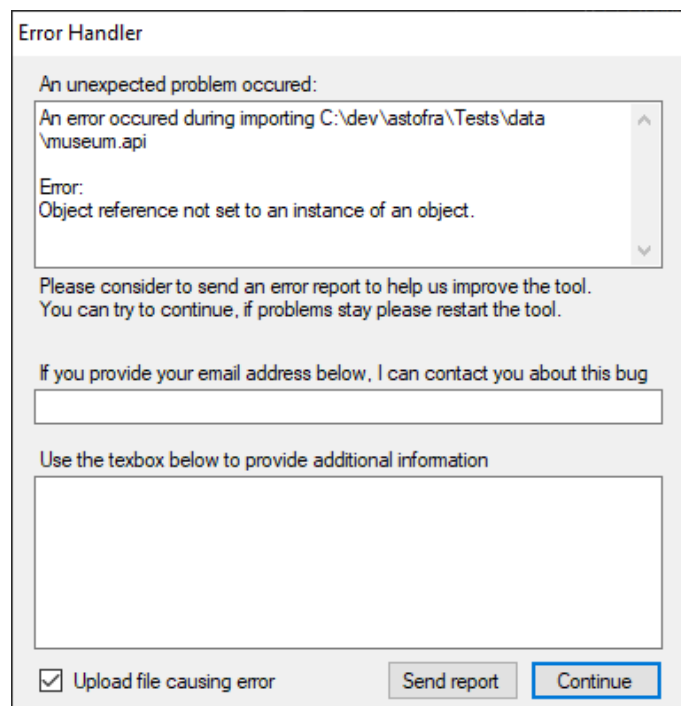 Error Handler
An unexpected problem occured:
An error occured during importing C:\dev\astofra\Tests\data
\museum.api
Error:
Object reference not set to an instance of an object.
Please consider to send an error report to help us improve the tool.
You can try to continue, if problems stay please restart the tool.
If you provide your email address below, I can contact you about this bug
Use the texbox below to provide additional information
Upload file causing error
Send report
Continue